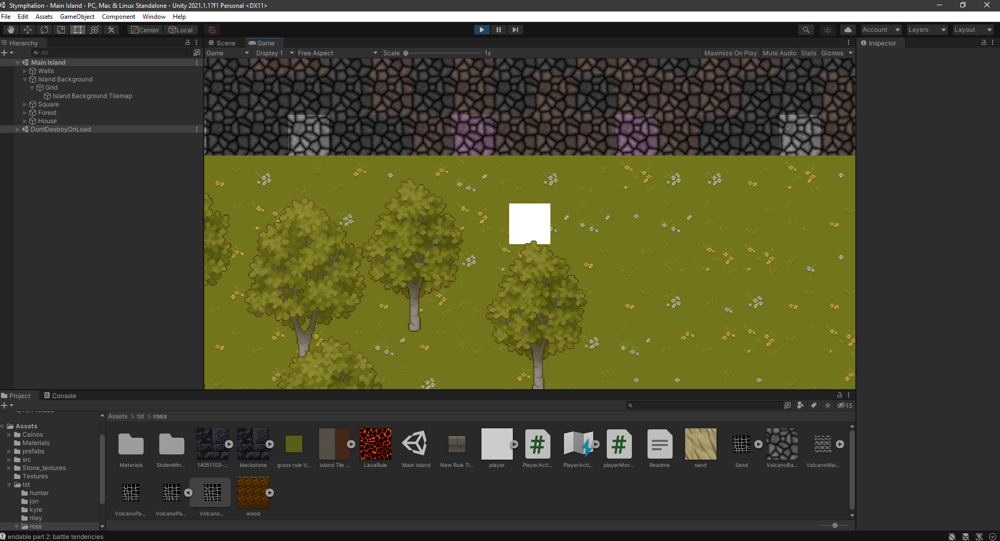 Stymphalion - Main Island - PC, Mac & Linux Standalone - Unity 2021.1.17f1 Personal <DX11>
File Edit Assets GameObject Component Window Help
Center Local Account Layers Layout
Hierarchy
All
Main Island
Walls
Island Background
Grid
Island Background Tilemap
Square
Forest
House
DontDestroyOnLoad
Scene Game
Game Display 1 Free Aspect Scale 1x Maximize On Play Mute Audio Stats Gizmos
Inspector
Project Console
15
Assets
Cainos
Materials
prefabs
src
Stone_textures
Textures
tst
hunter
jon
kyle
riley
ross
Assets > tst > ross
Materials StolenMin... 14051103-... blackstone grass rule ti... Island Tile ... LavaRule Main Island New Rule Ti... player PlayerActi... PlayerActi... playerMov... Readme sand Sand ValcanoBa... ValcanoWal...
VolcanoPa... VolcanoPa... Volcano... wood
endable part 2: battle tendencies